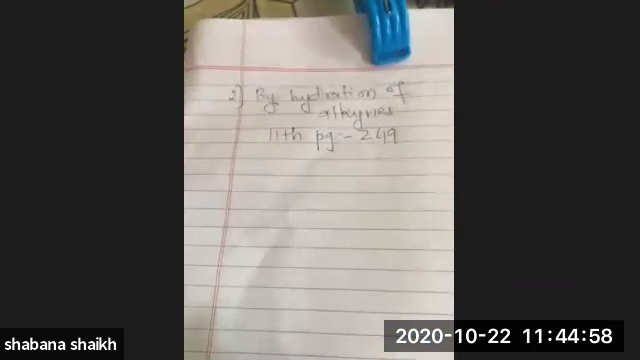 2) By hydration of
alkynes
11th pg:- 249
shabana shaikh
2020-10-22 11:44:58